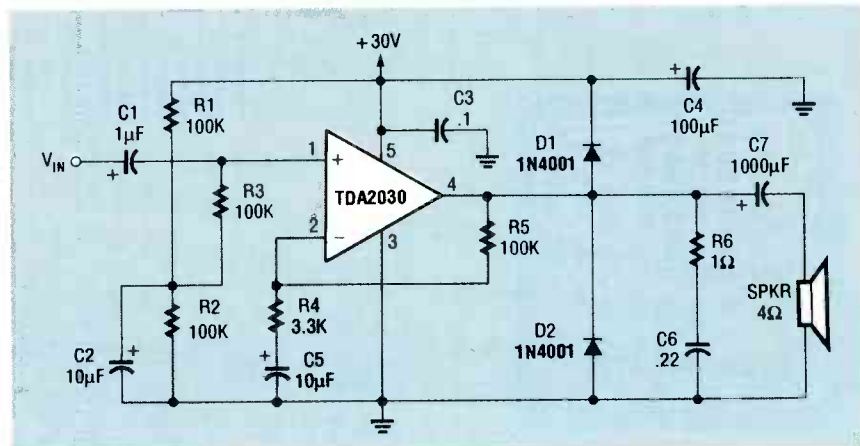 +30V
C1
1µF
R1
100K
C3
.1
C4
100µF
VIN
+
+
1
+
5
D1
1N4001
C7
1000µF
R3
100K
TDA2030
4
2
−
3
R5
100K
+
R6
1Ω
SPKR
4Ω
R2
100K
R4
3.3K
D2
1N4001
C6
.22
C2
10µF
+
+
C5
10µF